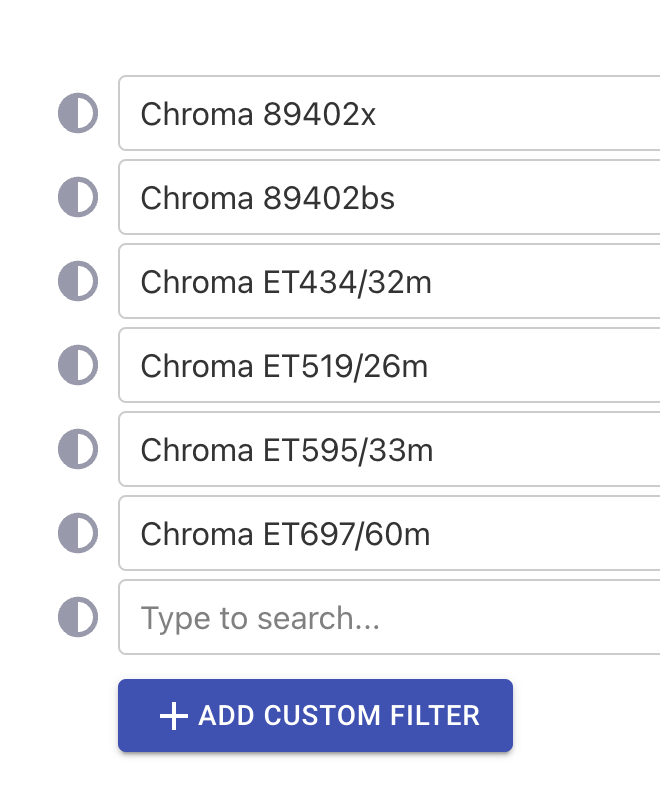 Chroma 89402x
Chroma 89402bs
Chroma ET434/32m
Chroma ET519/26m
Chroma ET595/33m
Chroma ET697/60m
Type to search...
+ ADD CUSTOM FILTER